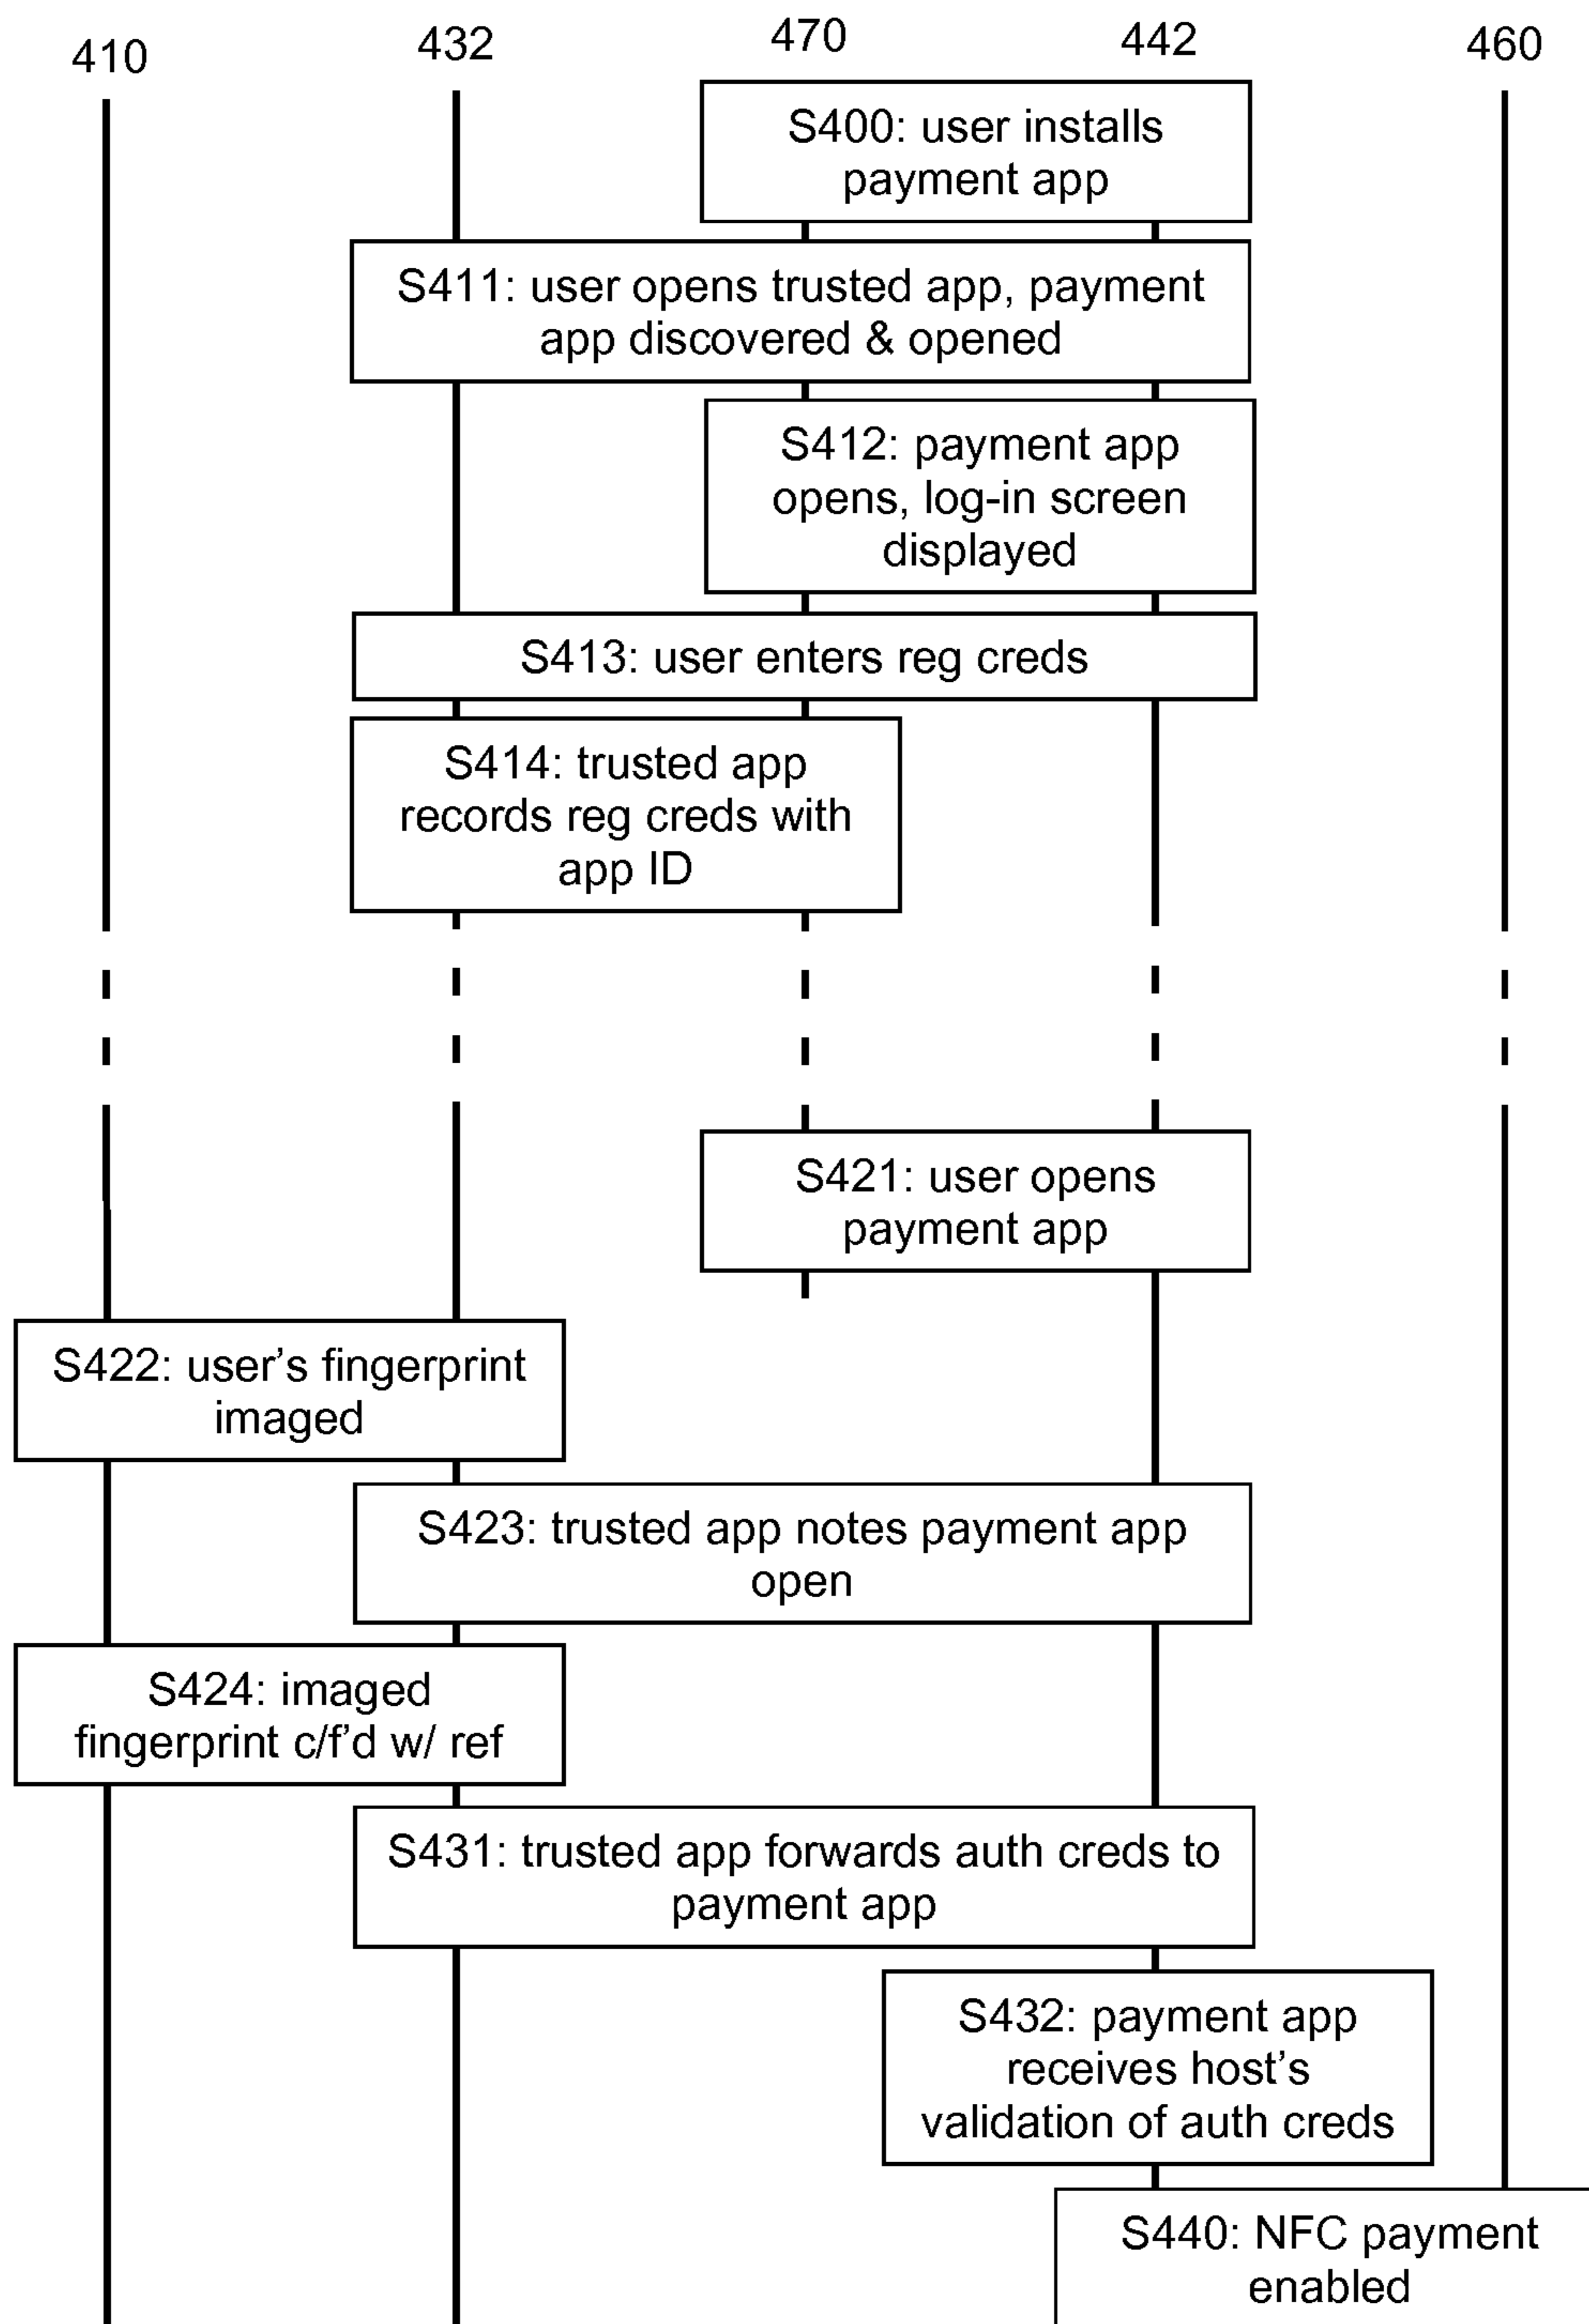 410
432
470
442
460
S400: user installs
payment app
S411: user opens trusted app, payment
app discovered & opened
S412: payment app
opens, log-in screen
displayed
S413: user enters reg creds
S414: trusted app
records reg creds with
app ID
S421: user opens
payment app
S422: user's fingerprint
imaged
S423: trusted app notes payment app
open
S424: imaged
fingerprint c/f'd w/ ref
S431: trusted app forwards auth creds to
payment app
S432: payment app
receives host's
validation of auth creds
S440: NFC payment
enabled